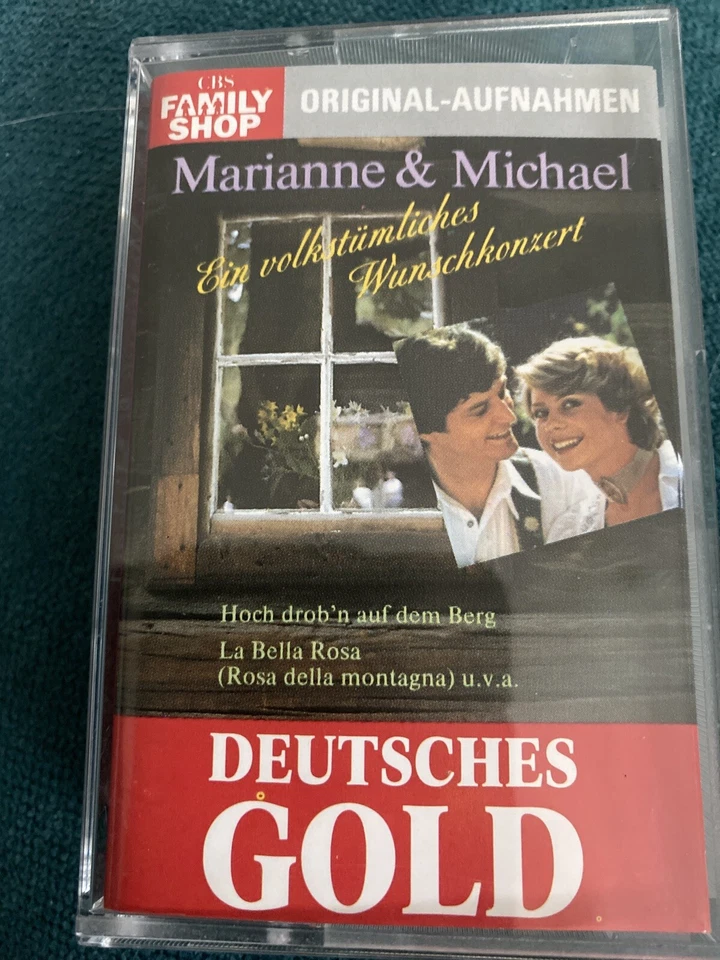 CBS
FAMILY
SHOP
ORIGINAL-AUFNAHMEN
Marianne & Michael
Ein volkstümliches
Wunschkonzert
Hoch drob'n auf dem Berg
La Bella Rosa
(Rosa della montagna) u.v.a.
DEUTSCHES
GOLD